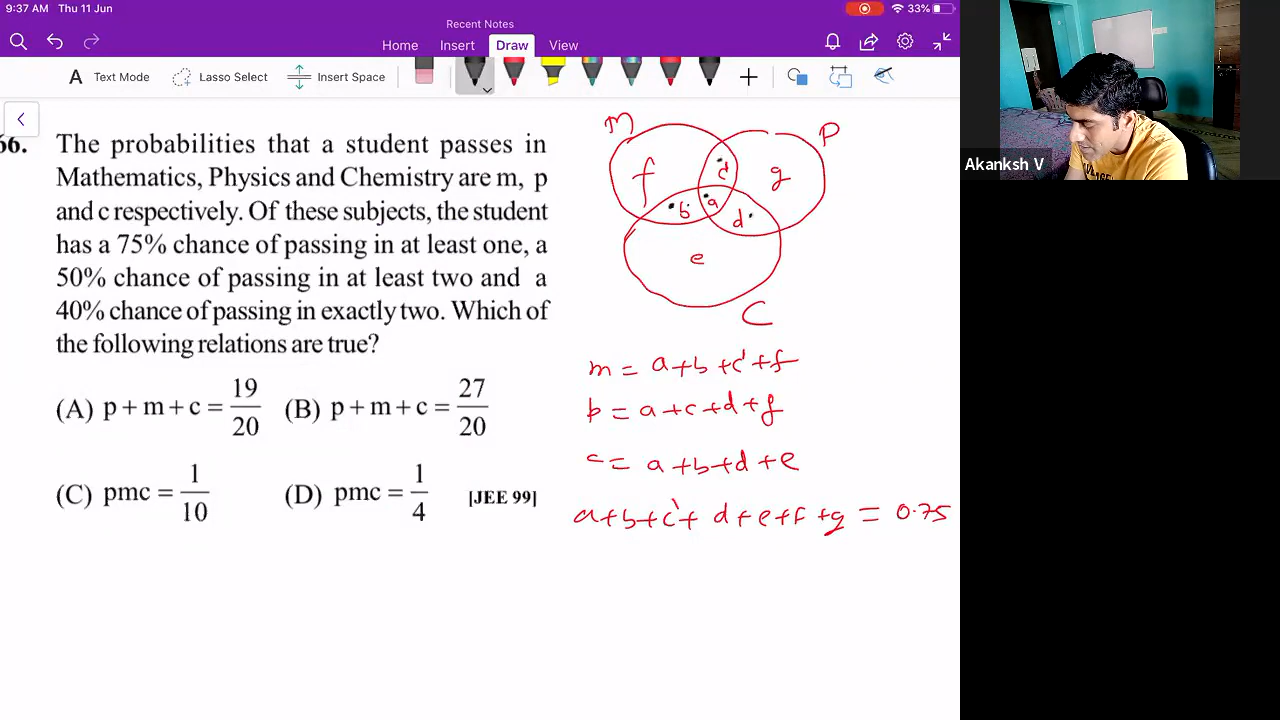 9:37 AM Thu 11 Jun
33%
Recent Notes
Home Insert Draw View
A Text Mode Lasso Select Insert Space
66. The probabilities that a student passes in
Mathematics, Physics and Chemistry are m, p
and c respectively. Of these subjects, the student
has a 75% chance of passing in at least one, a
50% chance of passing in at least two and a
40% chance of passing in exactly two. Which of
the following relations are true?
(A) p + m + c = 19/20 (B) p + m + c = 27/20
(C) pmc = 1/10 (D) pmc = 1/4 [JEE 99]
M P
f c' g
b a d
e
C
m = a+b+c'+f
p = a+c+d+g
c = a+b+d+e
a+b+c'+d+e+f+g = 0.75
Akanksh V